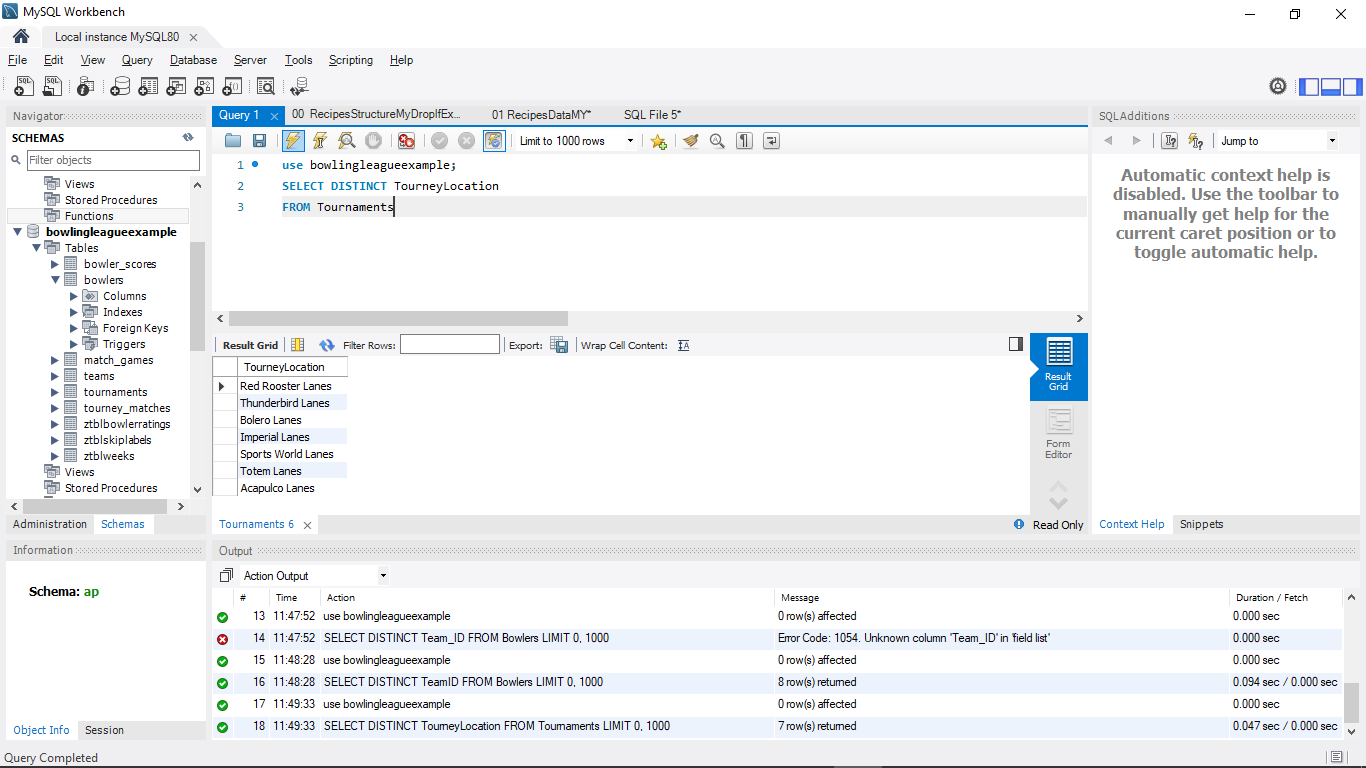 MySQL Workbench
Local instance MySQL80
File Edit View Query Database Server Tools Scripting Help
Navigator
SCHEMAS
Filter objects
Views
Stored Procedures
Functions
bowlingleagueexample
Tables
bowler_scores
bowlers
Columns
Indexes
Foreign Keys
Triggers
match_games
teams
tournaments
tourney_matches
ztblbowlerratings
ztblskiplabels
ztblweeks
Views
Stored Procedures
Administration Schemas
Information
Schema: ap
Object Info Session
Query 1 00 RecipesStructureMyDropIfEx... 01 RecipesDataMY* SQL File 5*
Limit to 1000 rows
1 use bowlingleagueexample;
2 SELECT DISTINCT TourneyLocation
3 FROM Tournaments
Result Grid Filter Rows: Export: Wrap Cell Content:
TourneyLocation
Red Rooster Lanes
Thunderbird Lanes
Bolero Lanes
Imperial Lanes
Sports World Lanes
Totem Lanes
Acapulco Lanes
Result
Grid
Form
Editor
Tournaments 6 Read Only
SQLAdditions
Jump to
Automatic context help is
disabled. Use the toolbar to
manually get help for the
current caret position or to
toggle automatic help.
Context Help Snippets
Output
Action Output
# Time Action Message Duration / Fetch
13 11:47:52 use bowlingleagueexample 0 row(s) affected 0.000 sec
14 11:47:52 SELECT DISTINCT Team_ID FROM Bowlers LIMIT 0, 1000 Error Code: 1054. Unknown column 'Team_ID' in 'field list' 0.000 sec
15 11:48:28 use bowlingleagueexample 0 row(s) affected 0.000 sec
16 11:48:28 SELECT DISTINCT TeamID FROM Bowlers LIMIT 0, 1000 8 row(s) returned 0.094 sec / 0.000 sec
17 11:49:33 use bowlingleagueexample 0 row(s) affected 0.000 sec
18 11:49:33 SELECT DISTINCT TourneyLocation FROM Tournaments LIMIT 0, 1000 7 row(s) returned 0.047 sec / 0.000 sec
Query Completed